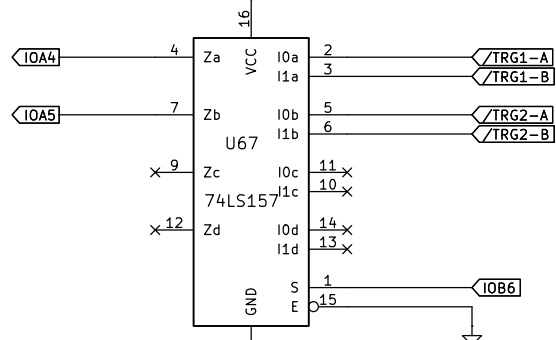 16
IOA4 4 Za VCC I0a 2 /TRG1-A
I1a 3 /TRG1-B
IOA5 7 Zb I0b 5 /TRG2-A
I1b 6 /TRG2-B
U67
9 Zc I0c 11
I1c 10
74LS157
12 Zd I0d 14
I1d 13
S 1 IOB6
GND E 15